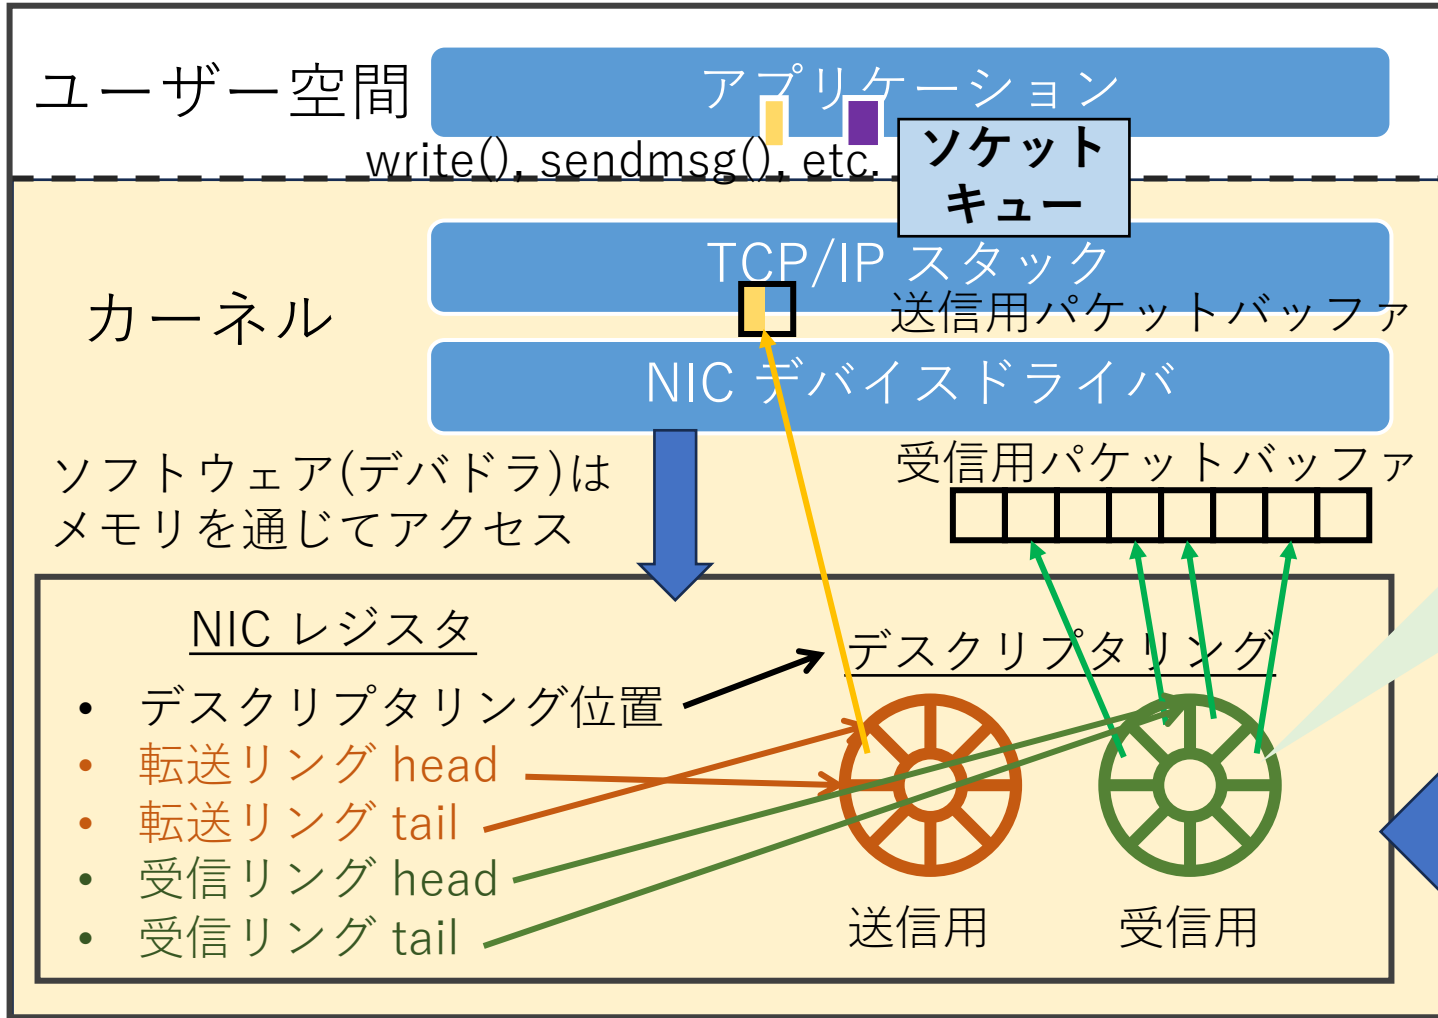 ユーザー空間
アプリケーション
write(), sendmsg(), etc.
ソケット
キュー
TCP/IP スタック
カーネル
送信用パケットバッファ
NIC デバイスドライバ
ソフトウェア(デバドラ)は
メモリを通じてアクセス
受信用パケットバッファ
NIC レジスタ
• デスクリプタリング位置
• 転送リング head
• 転送リング tail
• 受信リング head
• 受信リング tail
デスクリプタリング
送信用
受信用